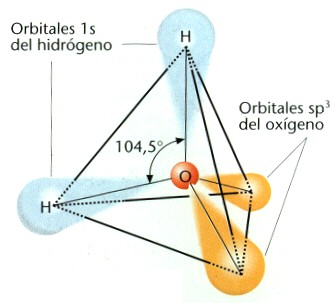 Orbitales 1s
del hidrógeno
H
Orbitales sp³
del oxígeno
104,5°
O
H